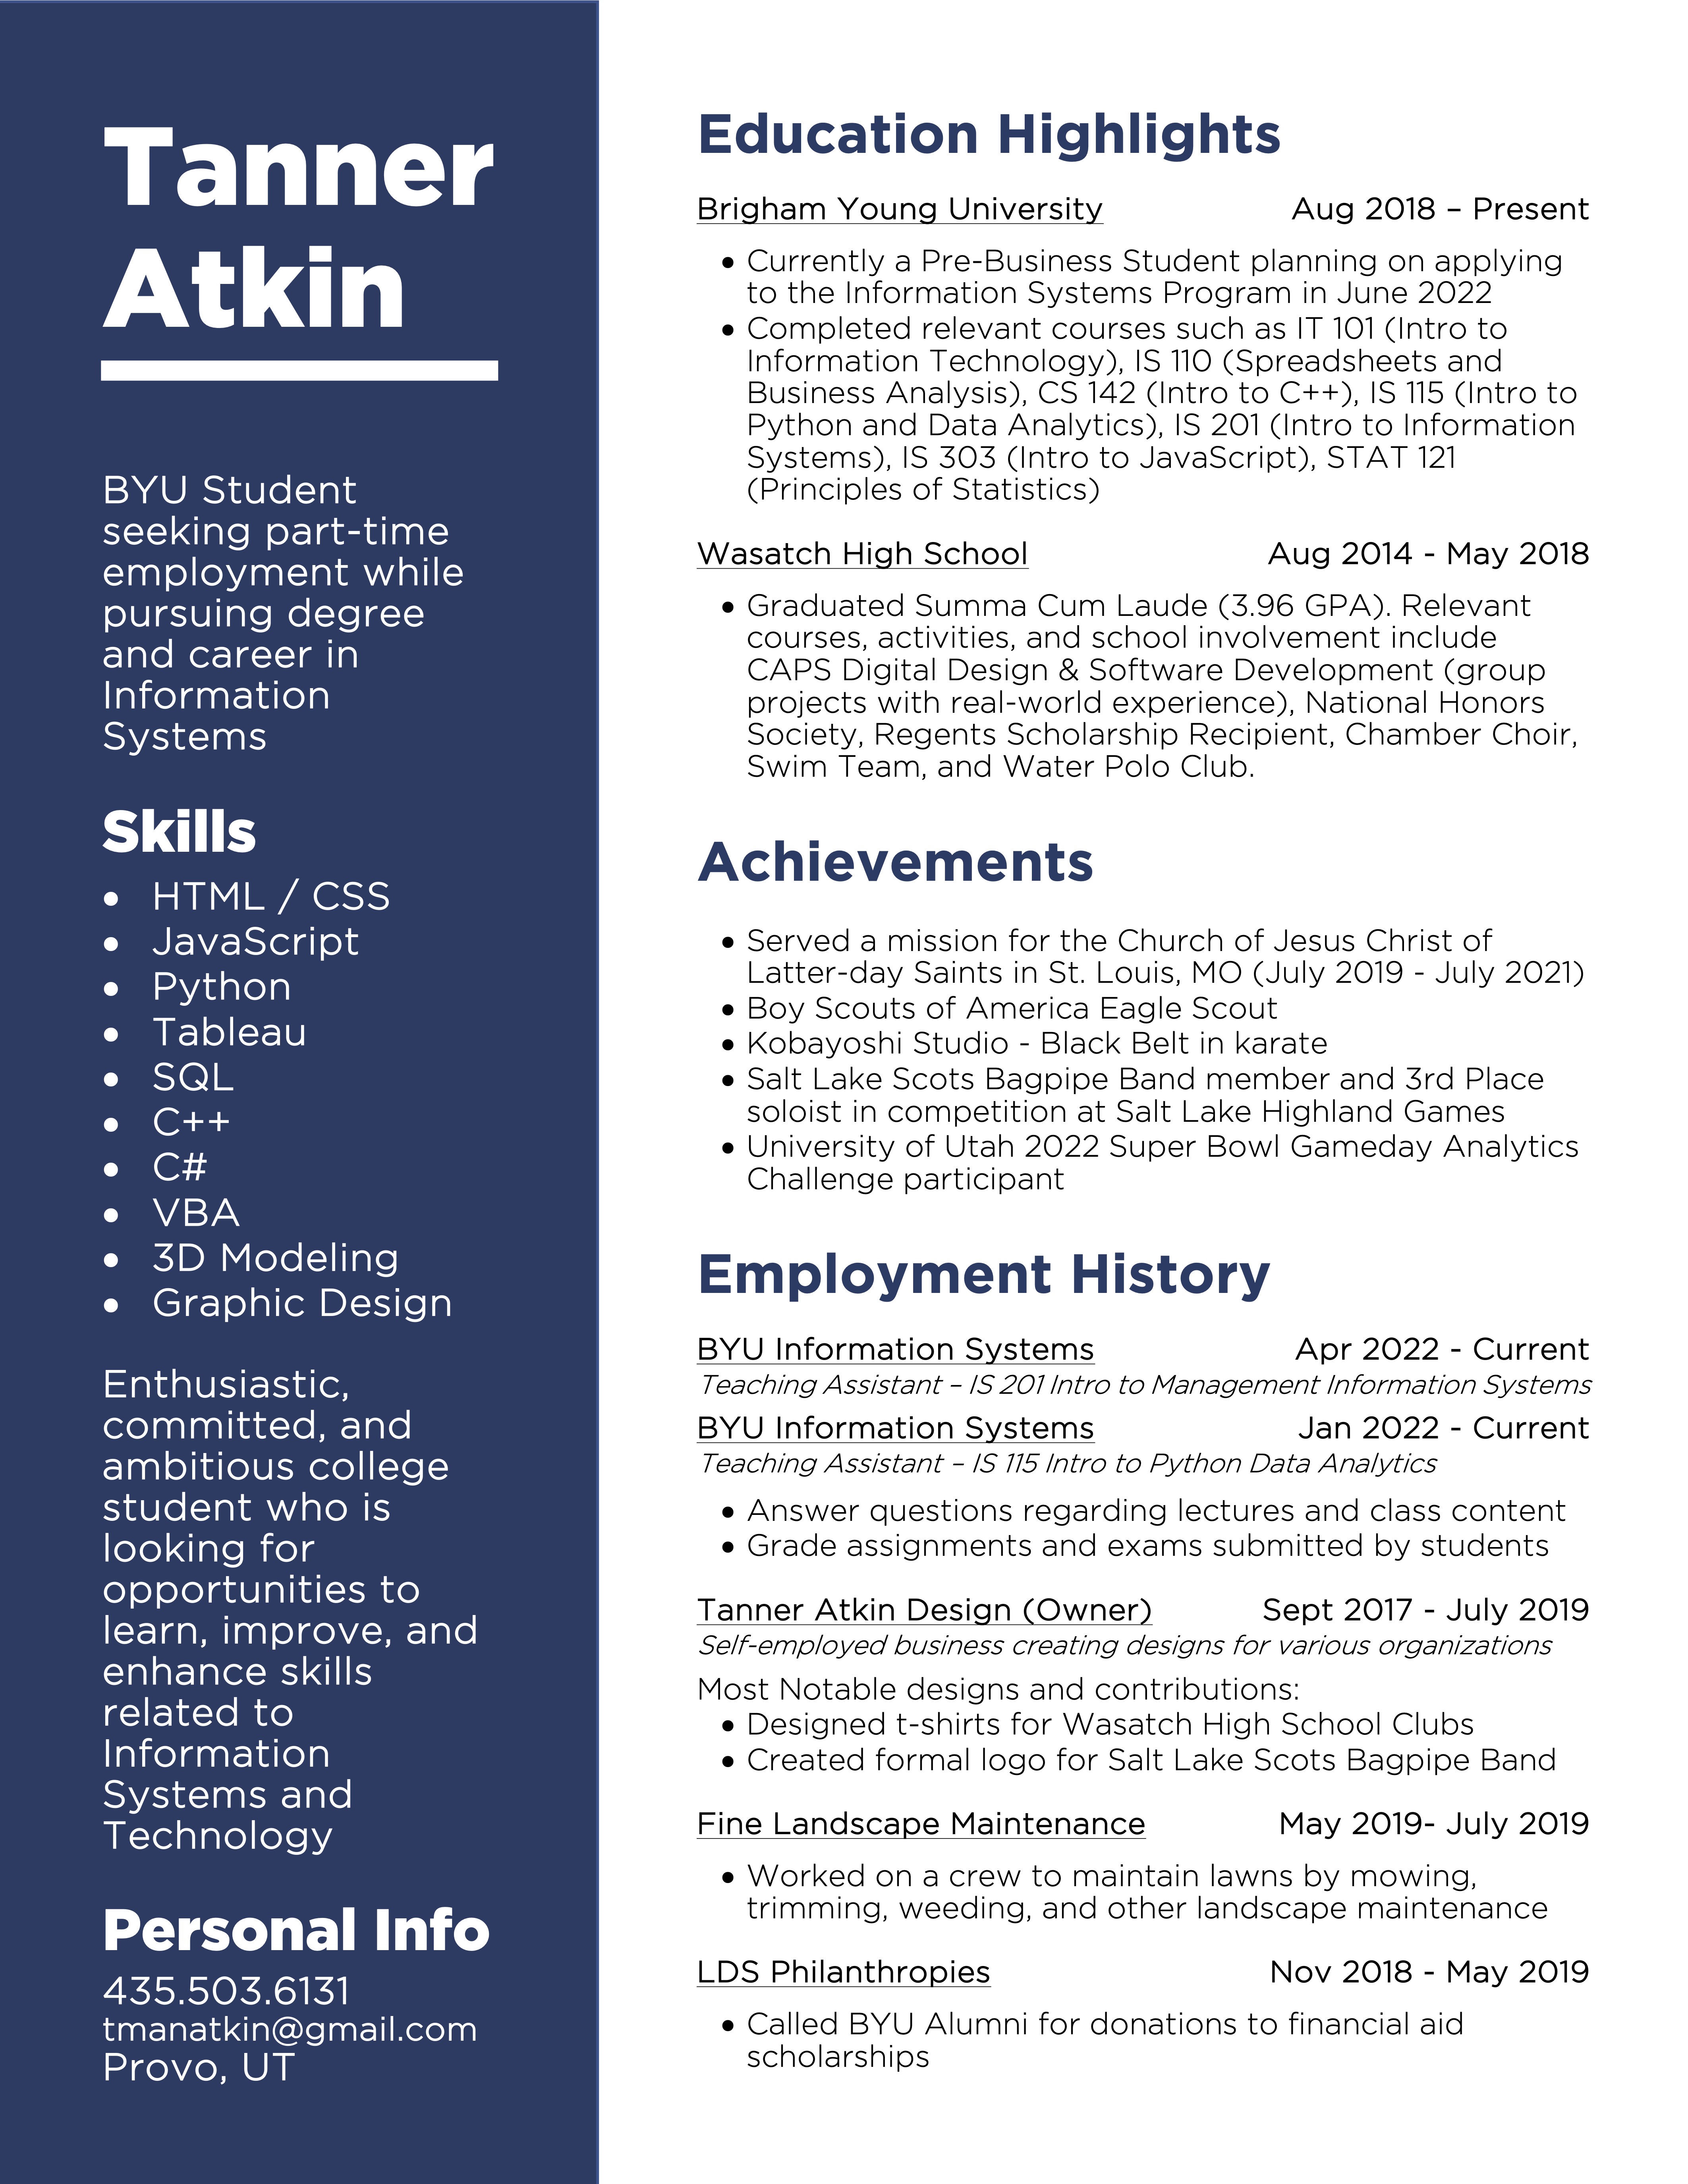 Tanner
Atkin
BYU Student
seeking part-time
employment while
pursuing degree
and career in
Information
Systems
Skills
• HTML / CSS
• JavaScript
• Python
• Tableau
• SQL
• C++
• C#
• VBA
• 3D Modeling
• Graphic Design
Enthusiastic,
committed, and
ambitious college
student who is
looking for
opportunities to
learn, improve, and
enhance skills
related to
Information
Systems and
Technology
Personal Info
435.503.6131
tmanatkin@gmail.com
Provo, UT
Education Highlights
Brigham Young University Aug 2018 – Present
• Currently a Pre-Business Student planning on applying
to the Information Systems Program in June 2022
• Completed relevant courses such as IT 101 (Intro to
Information Technology), IS 110 (Spreadsheets and
Business Analysis), CS 142 (Intro to C++), IS 115 (Intro to
Python and Data Analytics), IS 201 (Intro to Information
Systems), IS 303 (Intro to JavaScript), STAT 121
(Principles of Statistics)
Wasatch High School Aug 2014 - May 2018
• Graduated Summa Cum Laude (3.96 GPA). Relevant
courses, activities, and school involvement include
CAPS Digital Design & Software Development (group
projects with real-world experience), National Honors
Society, Regents Scholarship Recipient, Chamber Choir,
Swim Team, and Water Polo Club.
Achievements
• Served a mission for the Church of Jesus Christ of
Latter-day Saints in St. Louis, MO (July 2019 - July 2021)
• Boy Scouts of America Eagle Scout
• Kobayoshi Studio - Black Belt in karate
• Salt Lake Scots Bagpipe Band member and 3rd Place
soloist in competition at Salt Lake Highland Games
• University of Utah 2022 Super Bowl Gameday Analytics
Challenge participant
Employment History
BYU Information Systems Apr 2022 - Current
Teaching Assistant – IS 201 Intro to Management Information Systems
BYU Information Systems Jan 2022 - Current
Teaching Assistant – IS 115 Intro to Python Data Analytics
• Answer questions regarding lectures and class content
• Grade assignments and exams submitted by students
Tanner Atkin Design (Owner) Sept 2017 - July 2019
Self-employed business creating designs for various organizations
Most Notable designs and contributions:
• Designed t-shirts for Wasatch High School Clubs
• Created formal logo for Salt Lake Scots Bagpipe Band
Fine Landscape Maintenance May 2019- July 2019
• Worked on a crew to maintain lawns by mowing,
trimming, weeding, and other landscape maintenance
LDS Philanthropies Nov 2018 - May 2019
• Called BYU Alumni for donations to financial aid
scholarships